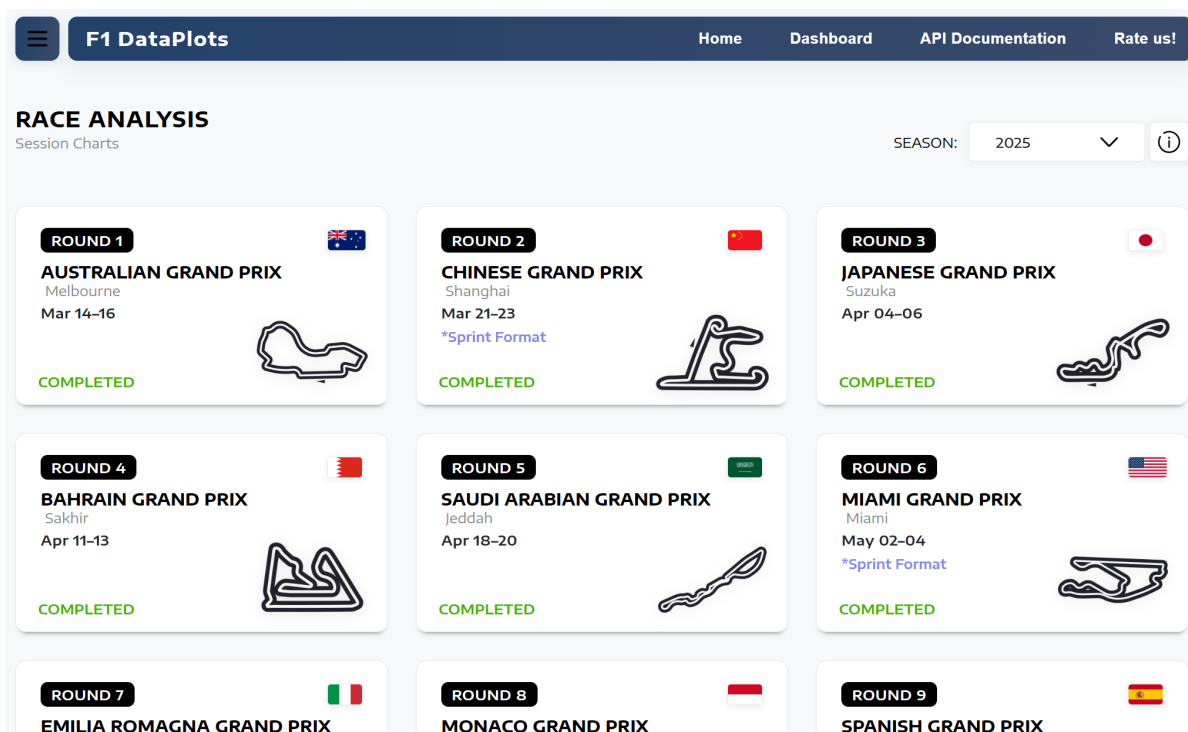 F1 DataPlots
Home Dashboard API Documentation Rate us!
RACE ANALYSIS
Session Charts
SEASON: 2025
ROUND 1
AUSTRALIAN GRAND PRIX
Melbourne
Mar 14–16
COMPLETED
ROUND 2
CHINESE GRAND PRIX
Shanghai
Mar 21–23
*Sprint Format
COMPLETED
ROUND 3
JAPANESE GRAND PRIX
Suzuka
Apr 04–06
COMPLETED
ROUND 4
BAHRAIN GRAND PRIX
Sakhir
Apr 11–13
COMPLETED
ROUND 5
SAUDI ARABIAN GRAND PRIX
Jeddah
Apr 18–20
COMPLETED
ROUND 6
MIAMI GRAND PRIX
Miami
May 02–04
*Sprint Format
COMPLETED
ROUND 7
EMILIA ROMAGNA GRAND PRIX
ROUND 8
MONACO GRAND PRIX
ROUND 9
SPANISH GRAND PRIX